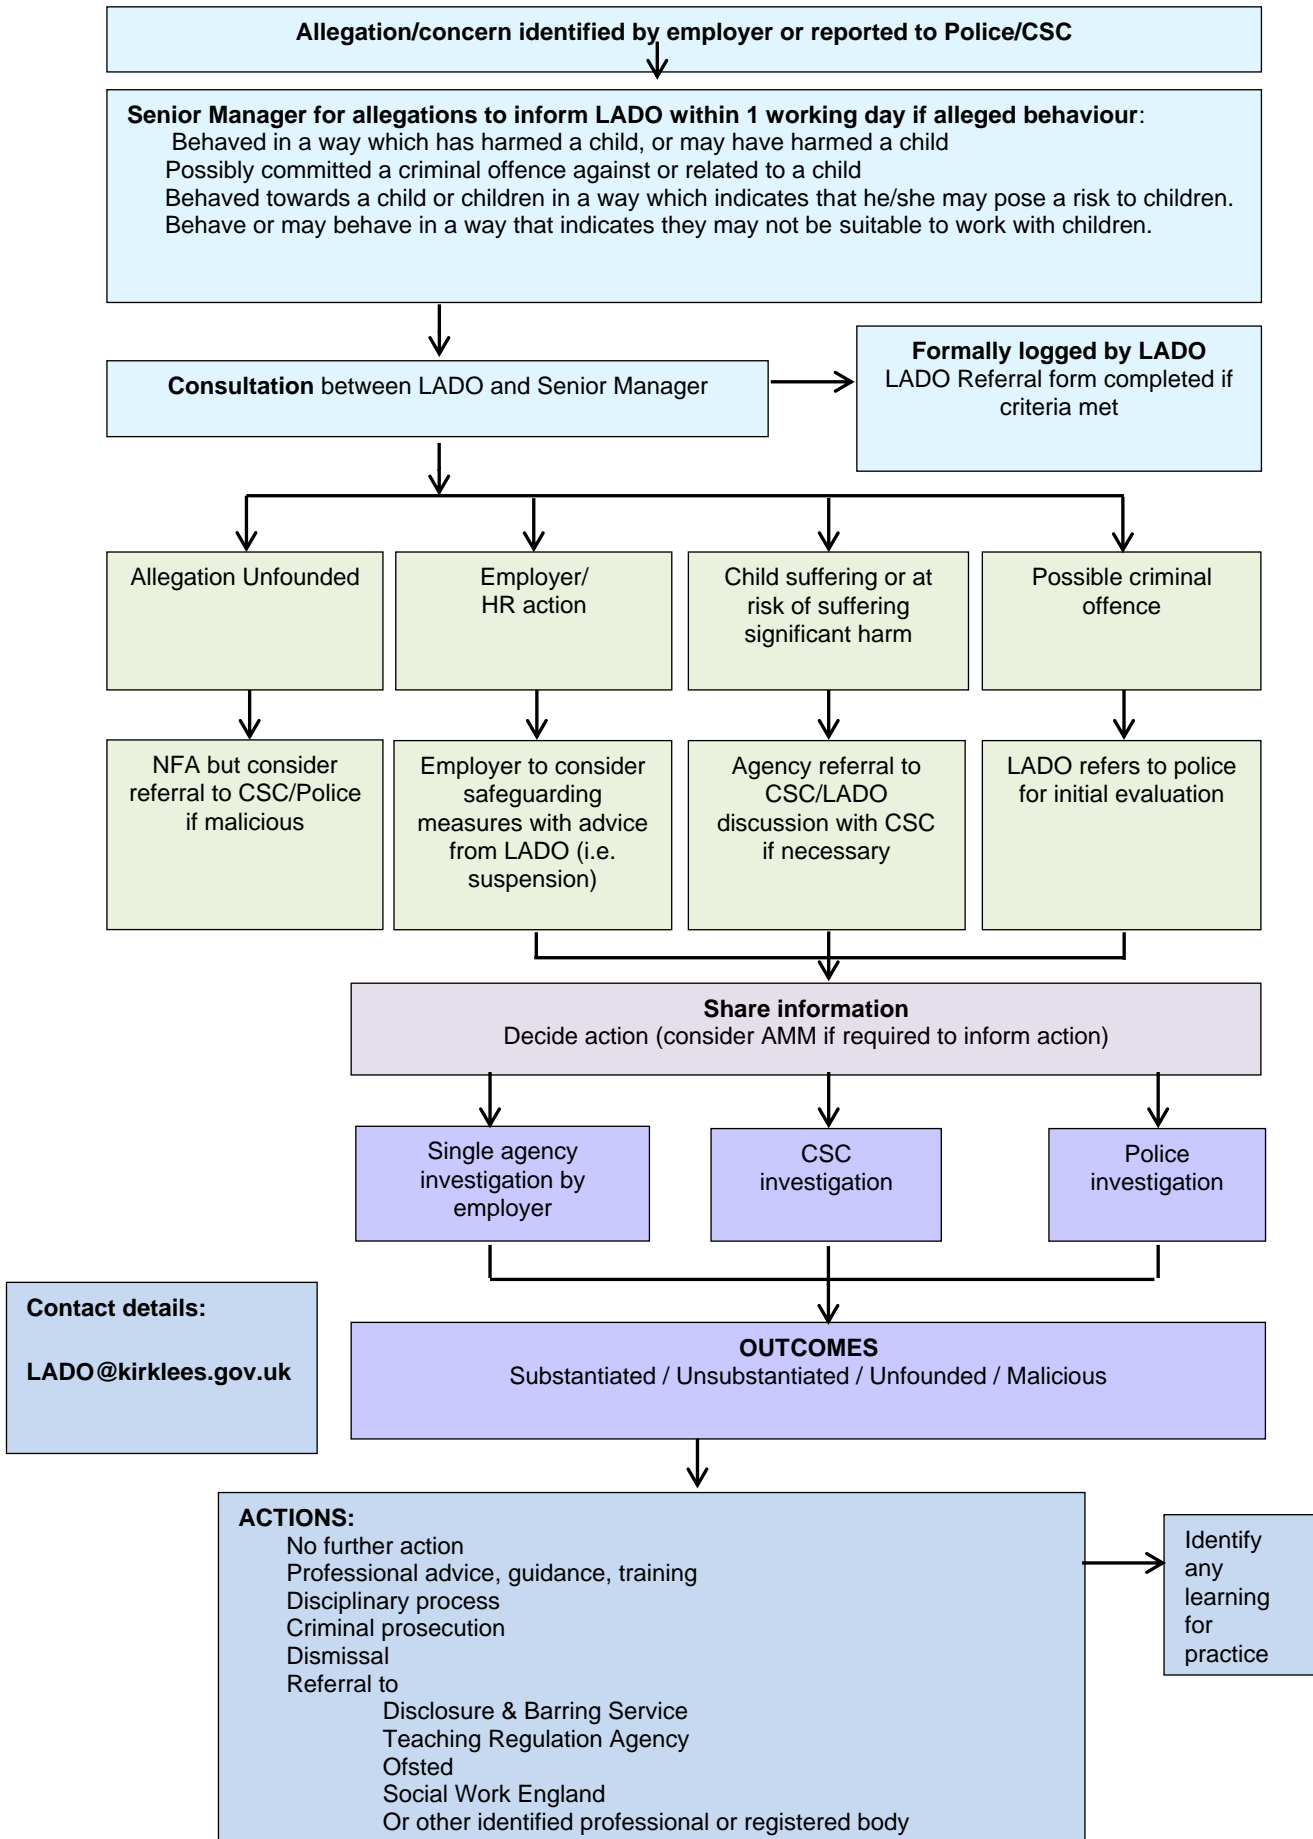 Allegation/concern identified by employer or reported to Police/CSC
Senior Manager for allegations to inform LADO within 1 working day if alleged behaviour:
Behaved in a way which has harmed a child, or may have harmed a child
Possibly committed a criminal offence against or related to a child
Behaved towards a child or children in a way which indicates that he/she may pose a risk to children.
Behave or may behave in a way that indicates they may not be suitable to work with children.
Consultation between LADO and Senior Manager
Formally logged by LADO
LADO Referral form completed if
criteria met
Allegation Unfounded
Employer/
HR action
Child suffering or at
risk of suffering
significant harm
Possible criminal
offence
NFA but consider
referral to CSC/Police
if malicious
Employer to consider
safeguarding
measures with advice
from LADO (i.e.
suspension)
Agency referral to
CSC/LADO
discussion with CSC
if necessary
LADO refers to police
for initial evaluation
Share information
Decide action (consider AMM if required to inform action)
Single agency
investigation by
employer
CSC
investigation
Police
investigation
Contact details:
LADO@kirklees.gov.uk
OUTCOMES
Substantiated / Unsubstantiated / Unfounded / Malicious
ACTIONS:
No further action
Professional advice, guidance, training
Disciplinary process
Criminal prosecution
Dismissal
Referral to
Disclosure & Barring Service
Teaching Regulation Agency
Ofsted
Social Work England
Or other identified professional or registered body
Identify
any
learning
for
practice